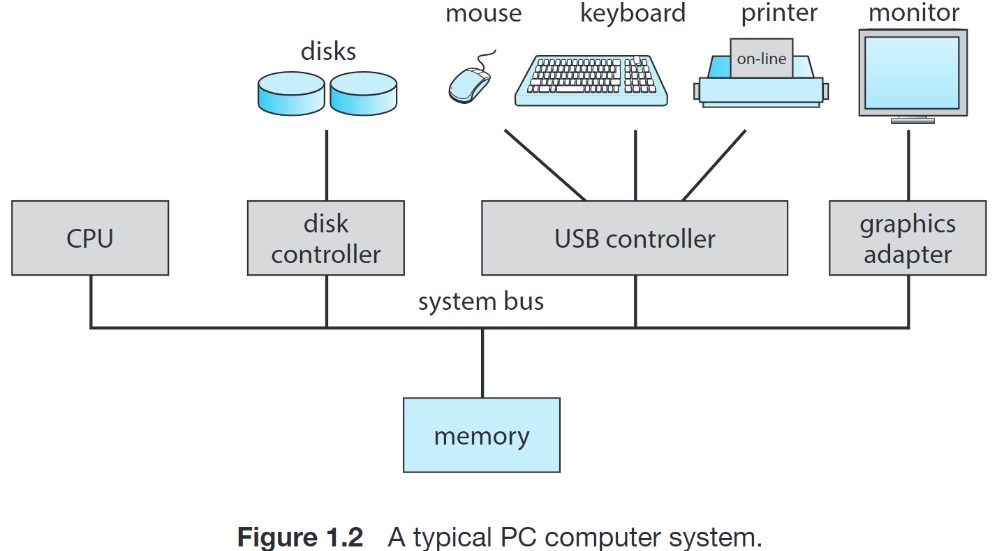 mouse
keyboard
printer
monitor
disks
on-line
CPU
disk
controller
USB controller
graphics
adapter
system bus
memory
Figure 1.2 A typical PC computer system.